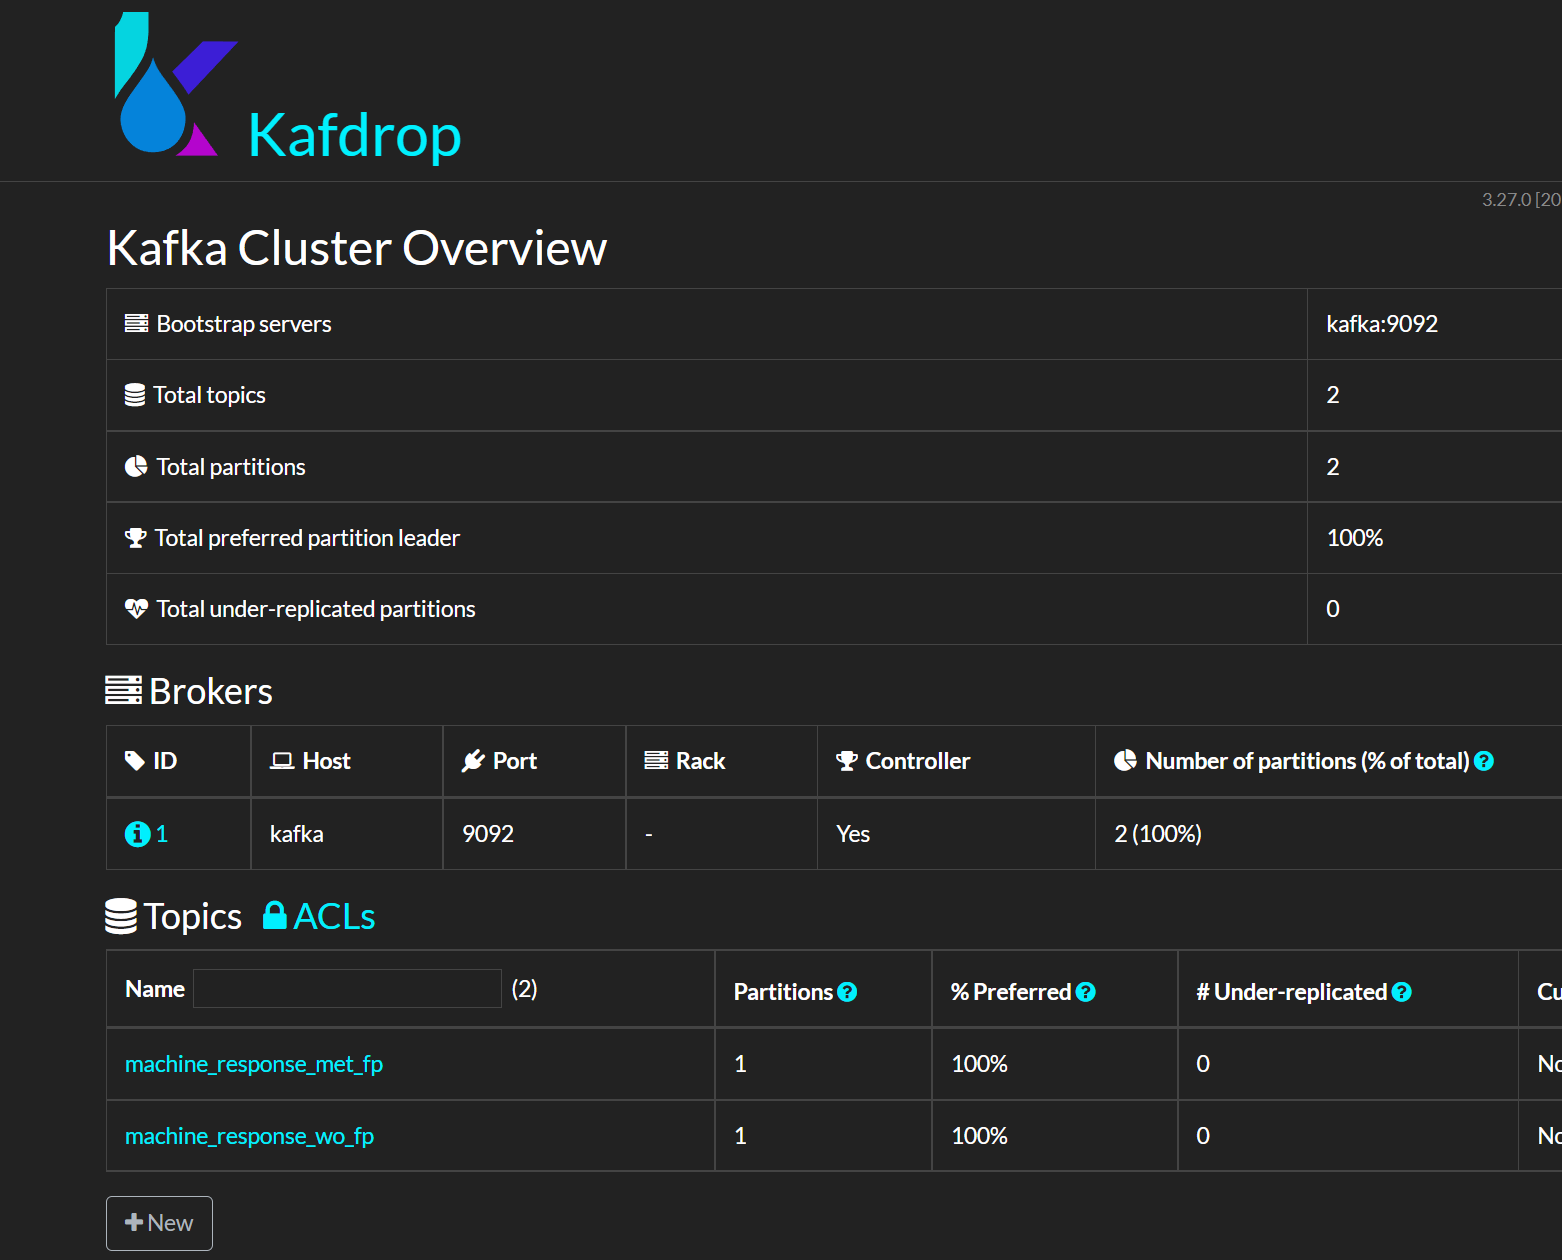 Kafdrop
3.27.0 [20
Kafka Cluster Overview
Bootstrap servers kafka:9092
Total topics 2
Total partitions 2
Total preferred partition leader 100%
Total under-replicated partitions 0
Brokers
ID Host Port Rack Controller Number of partitions (% of total) ?
1 kafka 9092 - Yes 2 (100%)
Topics ACLs
Name (2) Partitions ? % Preferred ? # Under-replicated ? Cu
machine_response_met_fp 1 100% 0 No
machine_response_wo_fp 1 100% 0 No
+ New